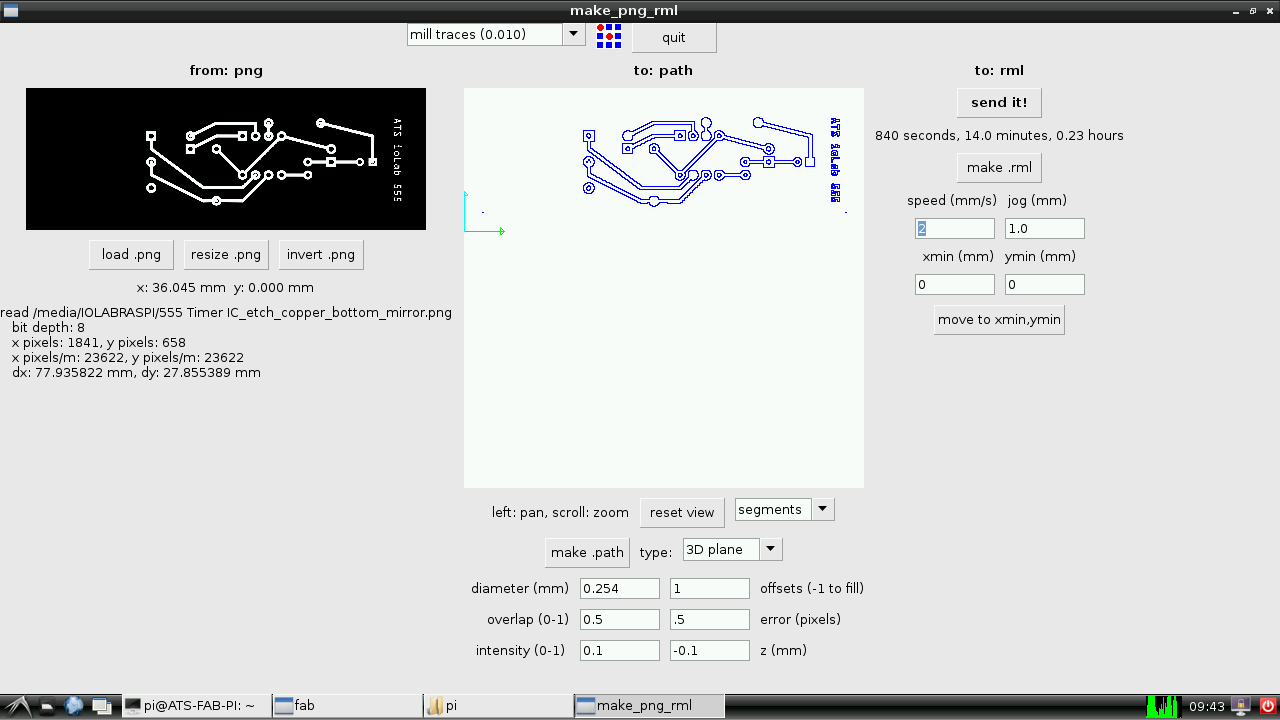 make_png_rml
mill traces (0.010)
quit
from: png
to: path
to: rml
ATS ioLab 555
ATS ioLab 555
send it!
840 seconds, 14.0 minutes, 0.23 hours
make .rml
speed (mm/s) jog (mm)
2 1.0
xmin (mm) ymin (mm)
0 0
move to xmin,ymin
load .png
resize .png
invert .png
x: 36.045 mm y: 0.000 mm
read /media/IOLABRASPI/555 Timer IC_etch_copper_bottom_mirror.png
bit depth: 8
x pixels: 1841, y pixels: 658
x pixels/m: 23622, y pixels/m: 23622
dx: 77.935822 mm, dy: 27.855389 mm
left: pan, scroll: zoom
reset view
segments
make .path
type:
3D plane
diameter (mm) 0.254 1 offsets (-1 to fill)
overlap (0-1) 0.5 .5 error (pixels)
intensity (0-1) 0.1 -0.1 z (mm)
pi@ATS-FAB-PI: ~
fab
pi
make_png_rml
09:43